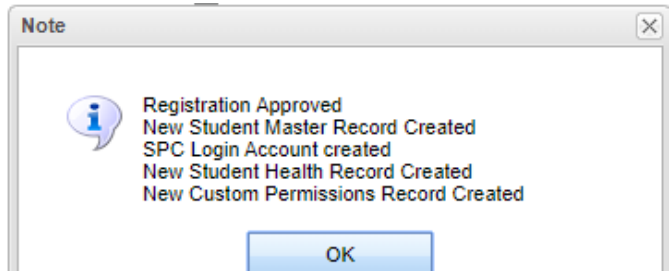 Note
Registration Approved
New Student Master Record Created
SPC Login Account created
New Student Health Record Created
New Custom Permissions Record Created
OK